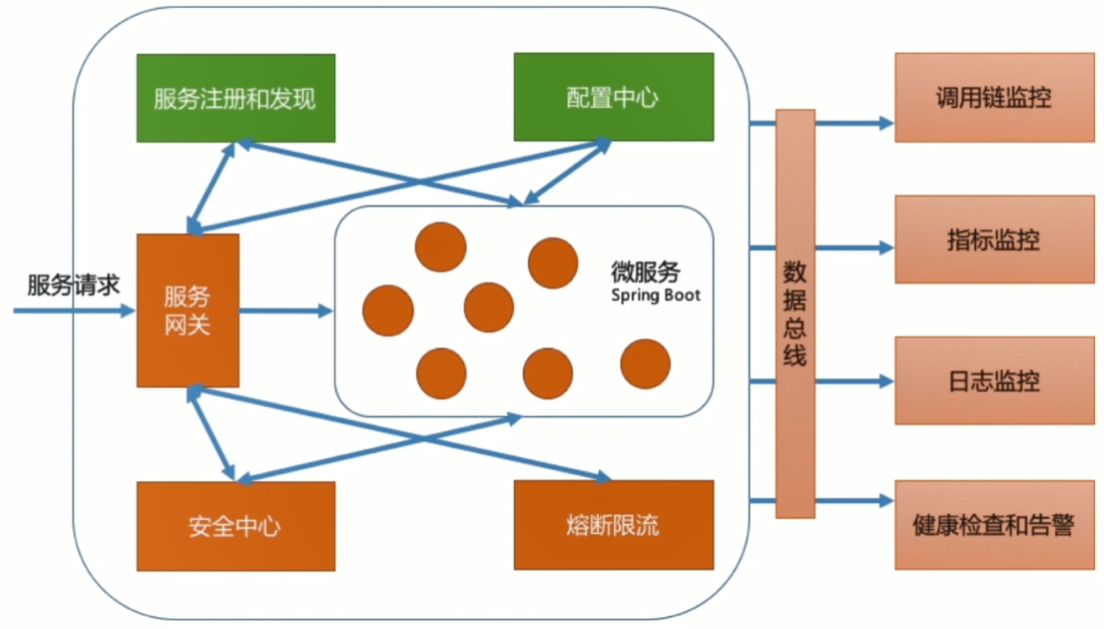 服务注册和发现
配置中心
调用链监控
指标监控
服务请求
服务
网关
微服务
Spring Boot
数
据
总
线
日志监控
安全中心
熔断限流
健康检查和告警